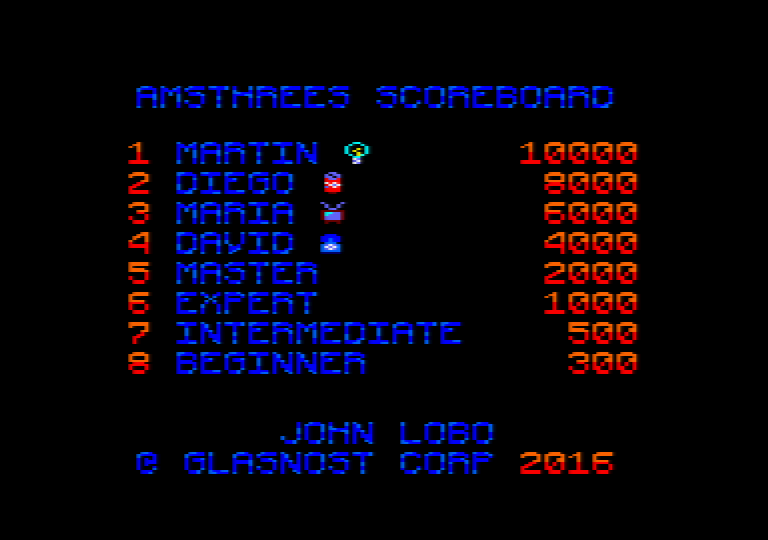 AMSTHREES SCOREBOARD
1 MARTIN 10000
2 DIEGO 8000
3 MARIA 6000
4 DAVID 4000
5 MASTER 2000
6 EXPERT 1000
7 INTERMEDIATE 500
8 BEGINNER 300
JOHN LOBO
@ GLASNOST CORP 2016